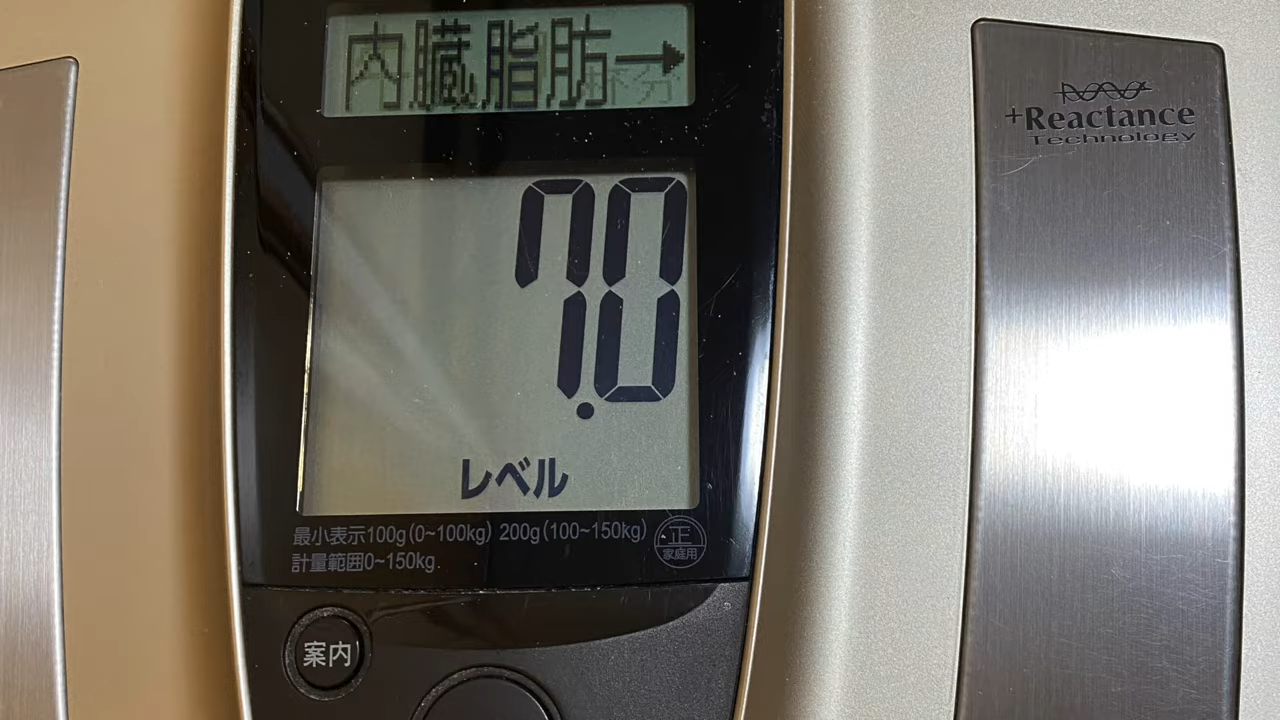 内臓脂肪→
7.0
レベル
最小表示100g(0~100kg) 200g(100~150kg)
計量範囲0~150kg
正
家庭用
案内
+Reactance
Technology